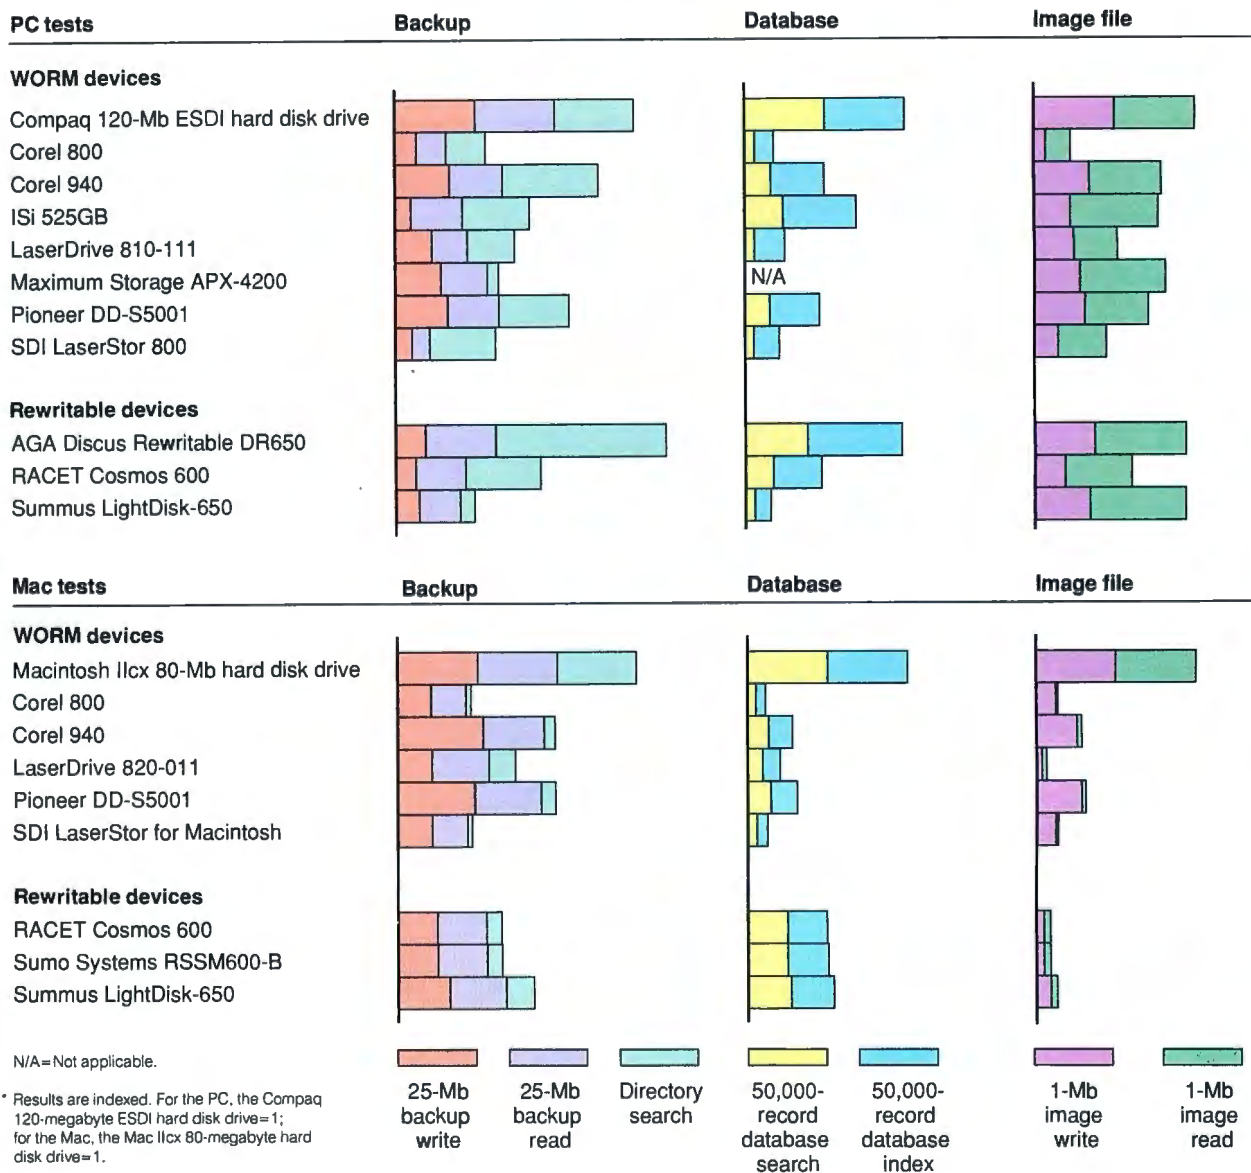 PC tests Backup Database Image file
WORM devices
Compaq 120-Mb ESDI hard disk drive
Corel 800
Corel 940
ISi 525GB
LaserDrive 810-111
Maximum Storage APX-4200 N/A
Pioneer DD-S5001
SDI LaserStor 800
Rewritable devices
AGA Discus Rewritable DR650
RACET Cosmos 600
Summus LightDisk-650
Mac tests Backup Database Image file
WORM devices
Macintosh IIcx 80-Mb hard disk drive
Corel 800
Corel 940
LaserDrive 820-011
Pioneer DD-S5001
SDI LaserStor for Macintosh
Rewritable devices
RACET Cosmos 600
Sumo Systems RSSM600-B
Summus LightDisk-650
N/A=Not applicable.
* Results are indexed. For the PC, the Compaq
120-megabyte ESDI hard disk drive=1;
for the Mac, the Mac IIcx 80-megabyte hard
disk drive=1.
25-Mb
backup
write
25-Mb
backup
read
Directory
search
50,000-
record
database
search
50,000-
record
database
index
1-Mb
image
write
1-Mb
image
read